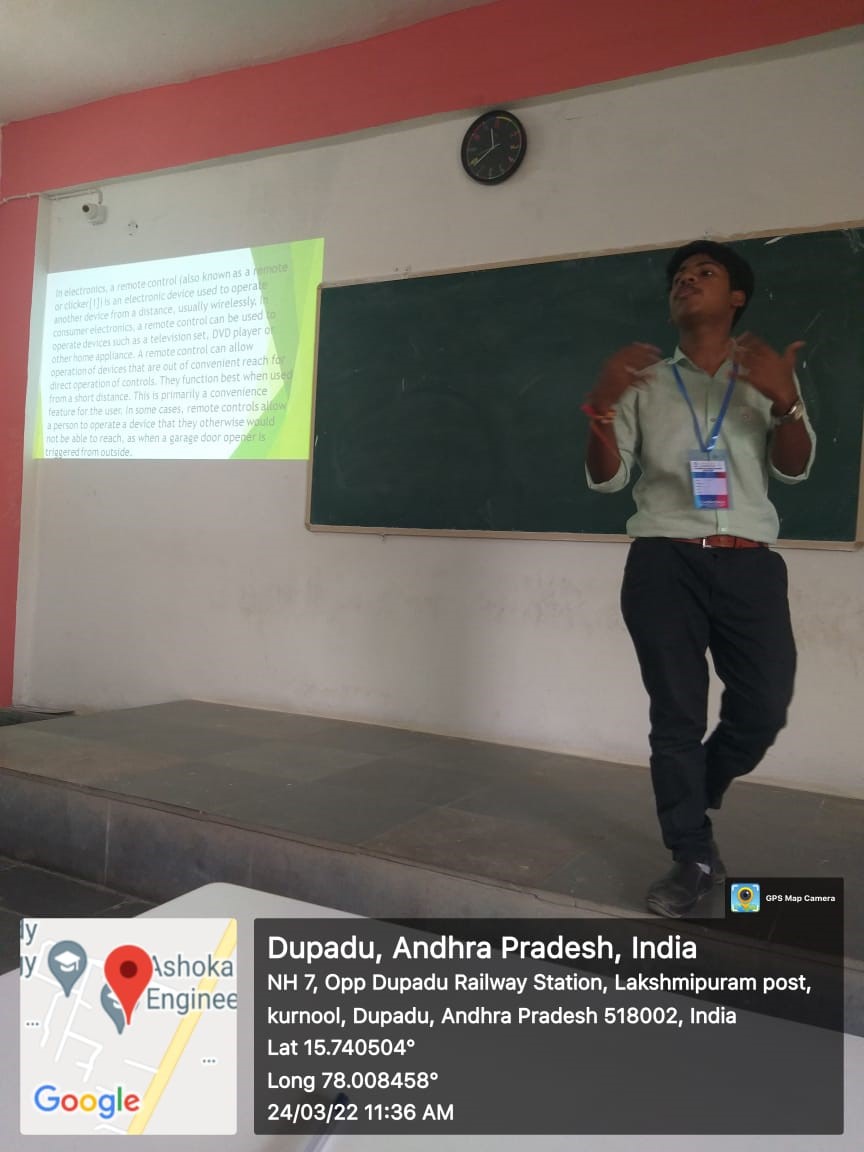 In electronics, a remote control (also known as a remote
or clicker[1]) is an electronic device used to operate
another device from a distance, usually wirelessly. In
consumer electronics, a remote control can be used to
operate devices such as a television set, DVD player or
other home appliance. A remote control can allow
operation of devices that are out of convenient reach for
direct operation of controls. They function best when used
from a short distance. This is primarily a convenience
feature for the user. In some cases, remote controls allow
a person to operate a device that they otherwise would
not be able to reach, as when a garage door opener is
triggered from outside.
GPS Map Camera
dy
y
Ashoka
Enginee
Google
Dupadu, Andhra Pradesh, India
NH 7, Opp Dupadu Railway Station, Lakshmipuram post,
kurnool, Dupadu, Andhra Pradesh 518002, India
Lat 15.740504°
Long 78.008458°
24/03/22 11:36 AM